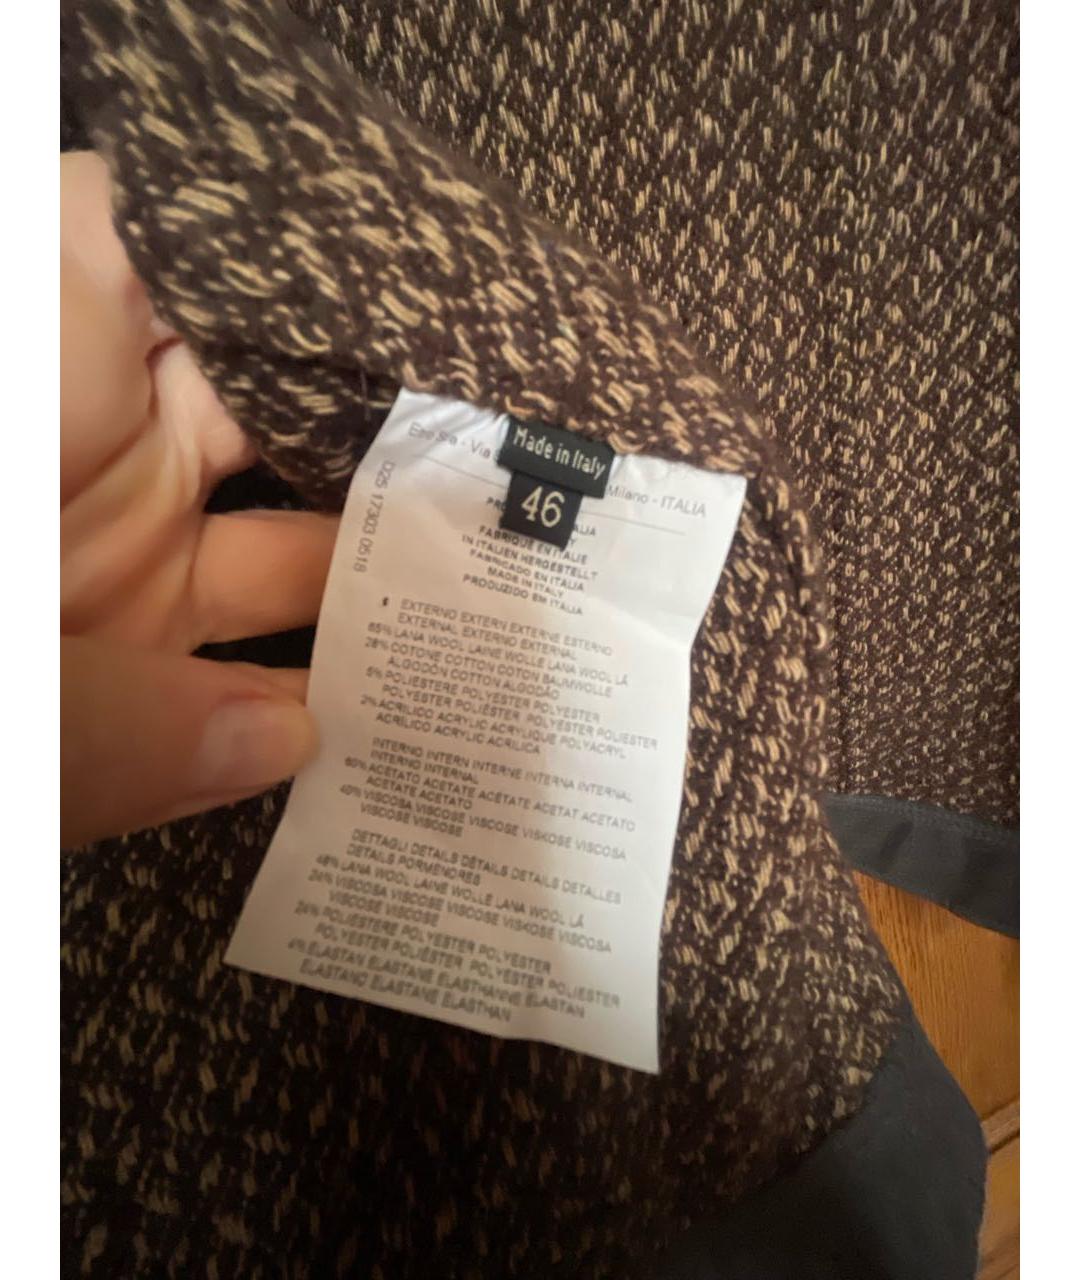 Made in Italy
46
Milano - ITALIA
D25 17303 0518
FABRIQUE EN ITALIE
IN ITALIEN HERGESTELLT
FABRICADO EN ITALIA
MADE IN ITALY
PRODUZIDO EM ITALIA
EXTERNO EXTERN EXTERNE ESTERNO
EXTERNAL EXTERNO EXTERNAL
65% LANA WOOL LAINE WOLLE LANA WOOL LÃ
28% COTONE COTTON COTON BAUMWOLLE
ALGODÓN COTTON ALGODÃO
5% POLIESTERE POLYESTER POLYESTER
POLYESTER POLIÉSTER POLYESTER POLIESTER
2% ACRILICO ACRYLIC ACRYLIQUE POLYACRYL
ACRÍLICO ACRYLIC ACRILICA
INTERNO INTERN INTERNE INTERNA INTERNAL
INTERNO INTERNAL
60% ACETATO ACETATE ACÉTATE ACETAT ACETATO
ACETATE ACETATO
40% VISCOSA VISCOSE VISCOSE VISKOSE VISCOSA
VISCOSE VISCOSE
DETTAGLI DETAILS DÉTAILS DETAILS DETALLES
DETAILS PORMENORES
48% LANA WOOL LAINE WOLLE LANA WOOL LÃ
24% VISCOSA VISCOSE VISCOSE VISKOSE VISCOSA
VISCOSE VISCOSE
24% POLIESTERE POLYESTER POLYESTER
POLYESTER POLIÉSTER POLYESTER POLIESTER
4% ELASTAN ELASTANE ELASTHANNE ELASTAN
ELASTANO ELASTANE ELASTHAN